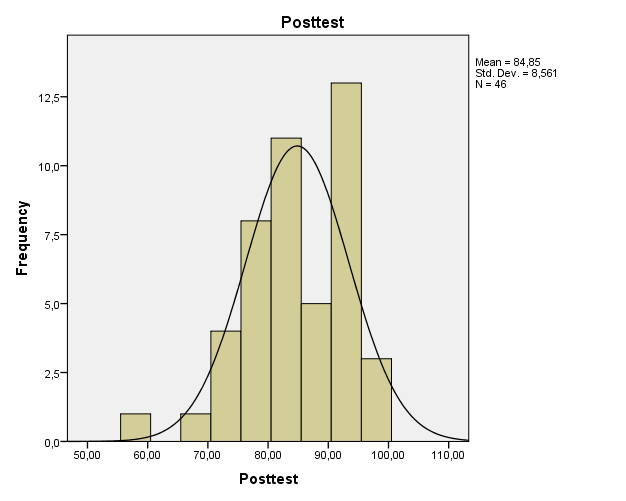 Posttest
Mean = 84,85
Std. Dev. = 8,561
N = 46
12,5
10,0
7,5
5,0
2,5
0,0
Frequency
50,00 60,00 70,00 80,00 90,00 100,00 110,00
Posttest